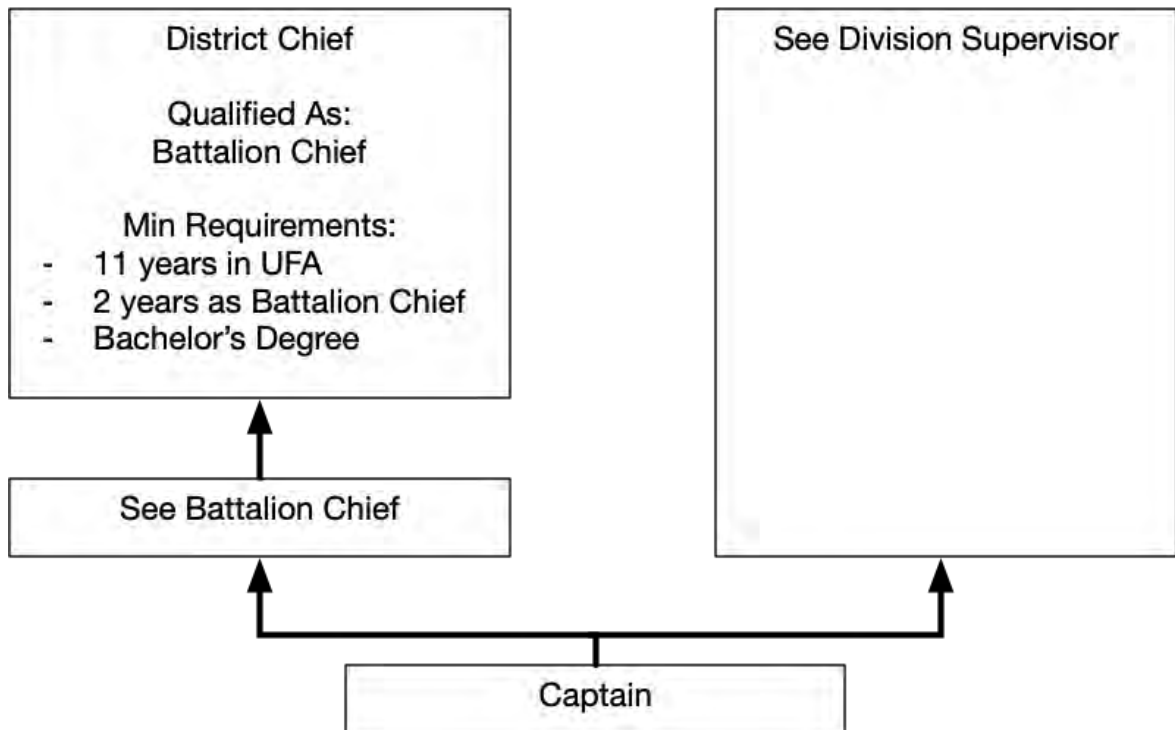 District Chief
Qualified As:
Battalion Chief
Min Requirements:
- 11 years in UFA
- 2 years as Battalion Chief
- Bachelor's Degree
See Division Supervisor
See Battalion Chief
Captain